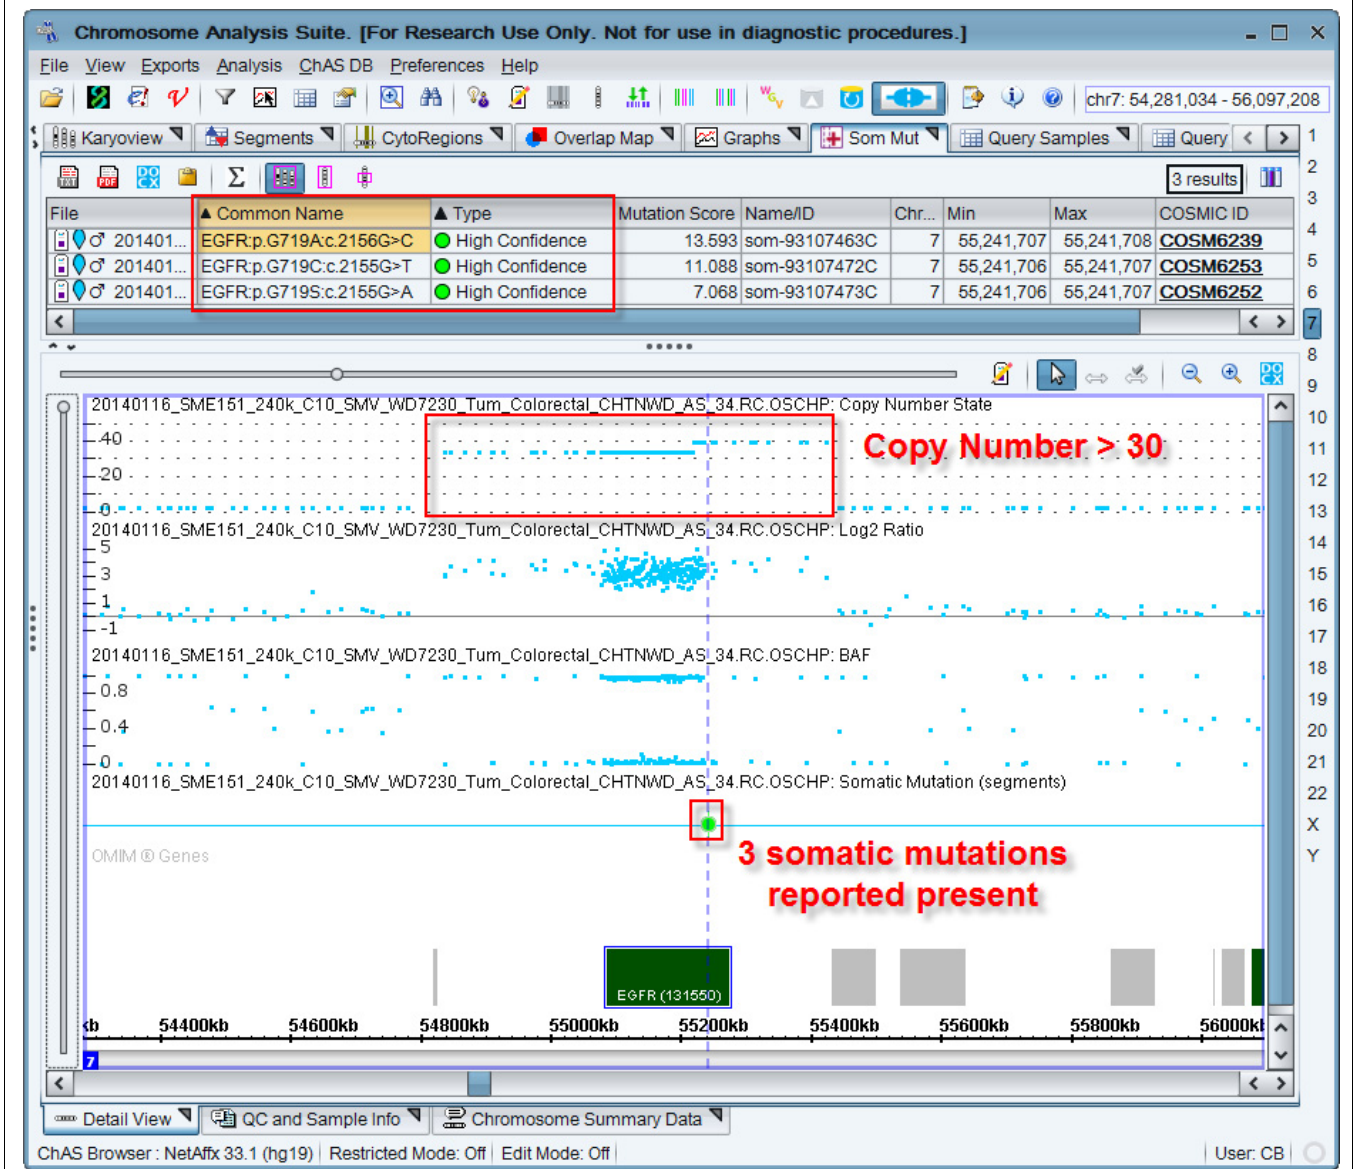 Chromosome Analysis Suite. [For Research Use Only. Not for use in diagnostic procedures.]
File View Exports Analysis ChAS DB Preferences Help
chr7: 54,281,034 - 56,097,208
Karyoview Segments CytoRegions Overlap Map Graphs Som Mut Query Samples Query
TXT PDF DOCX Σ 3 results
File Common Name Type Mutation Score Name/ID Chr... Min Max COSMIC ID
201401... EGFR:p.G719A:c.2156G>C High Confidence 13.593 som-93107463C 7 55,241,707 55,241,708 COSM6239
201401... EGFR:p.G719C:c.2155G>T High Confidence 11.088 som-93107472C 7 55,241,706 55,241,707 COSM6253
201401... EGFR:p.G719S:c.2155G>A High Confidence 7.068 som-93107473C 7 55,241,706 55,241,707 COSM6252
1
2
3
4
5
6
7
8
9
10
11
12
13
14
15
16
17
18
19
20
21
22
X
Y
DOCX
20140116_SME151_240k_C10_SMV_WD7230_Tum_Colorectal_CHTNWD_AS_34.RC.OSCHP: Copy Number State
40
Copy Number > 30
20
0
20140116_SME151_240k_C10_SMV_WD7230_Tum_Colorectal_CHTNWD_AS_34.RC.OSCHP: Log2 Ratio
5
3
1
-1
20140116_SME151_240k_C10_SMV_WD7230_Tum_Colorectal_CHTNWD_AS_34.RC.OSCHP: BAF
0.8
0.4
0
20140116_SME151_240k_C10_SMV_WD7230_Tum_Colorectal_CHTNWD_AS_34.RC.OSCHP: Somatic Mutation (segments)
3 somatic mutations
reported present
OMIM ® Genes
EGFR (131550)
kb 54400kb 54600kb 54800kb 55000kb 55200kb 55400kb 55600kb 55800kb 56000kb
7
Detail View QC and Sample Info Chromosome Summary Data
ChAS Browser : NetAffx 33.1 (hg19) Restricted Mode: Off Edit Mode: Off User: CB